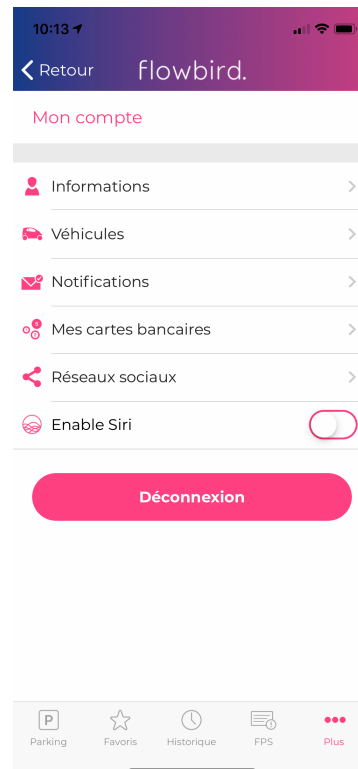 10:13
Retour
flowbird.
Mon compte
Informations
Véhicules
Notifications
Mes cartes bancaires
Réseaux sociaux
Enable Siri
Déconnexion
P
Parking
Favoris
Historique
FPS
Plus